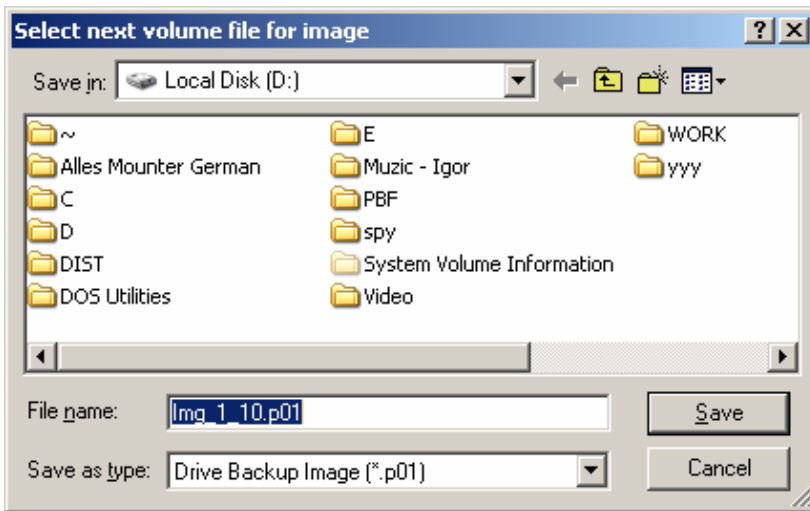 Select next volume file for image
Save in: Local Disk (D:)
~ E WORK
Alles Mounter German Muzic - Igor yyy
C PBF
D spy
DIST System Volume Information
DOS Utilities Video
File name: Img_1_10.p01 Save
Save as type: Drive Backup Image (*.p01) Cancel